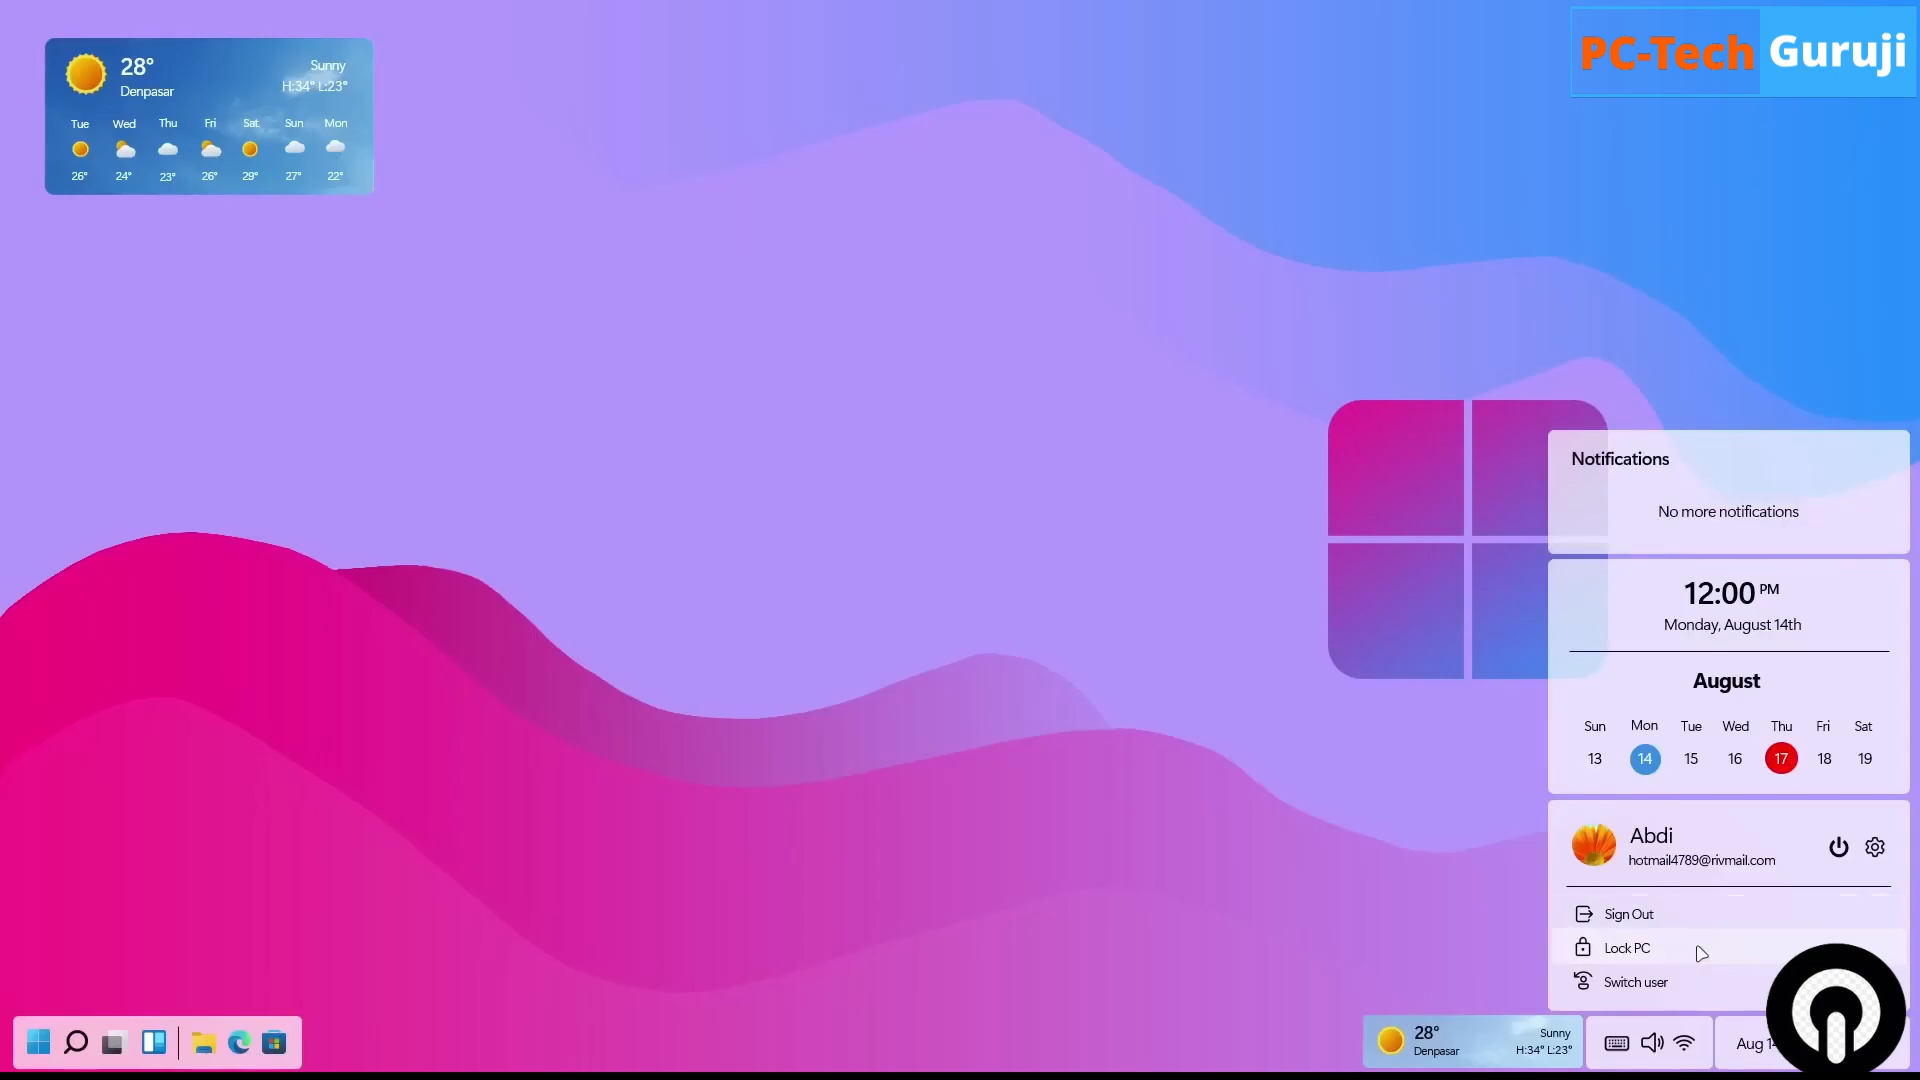 PC-Tech Guruji
28°
Denpasar
Sunny
H:34° L:23°
Tue Wed Thu Fri Sat Sun Mon
26° 24° 23° 26° 29° 27° 22°
Notifications
No more notifications
12:00 PM
Monday, August 14th
August
Sun Mon Tue Wed Thu Fri Sat
13 14 15 16 17 18 19
Abdi
hotmail4789@rivmail.com
Sign Out
Lock PC
Switch user
28°
Denpasar
Sunny
H:34° L:23°
Aug